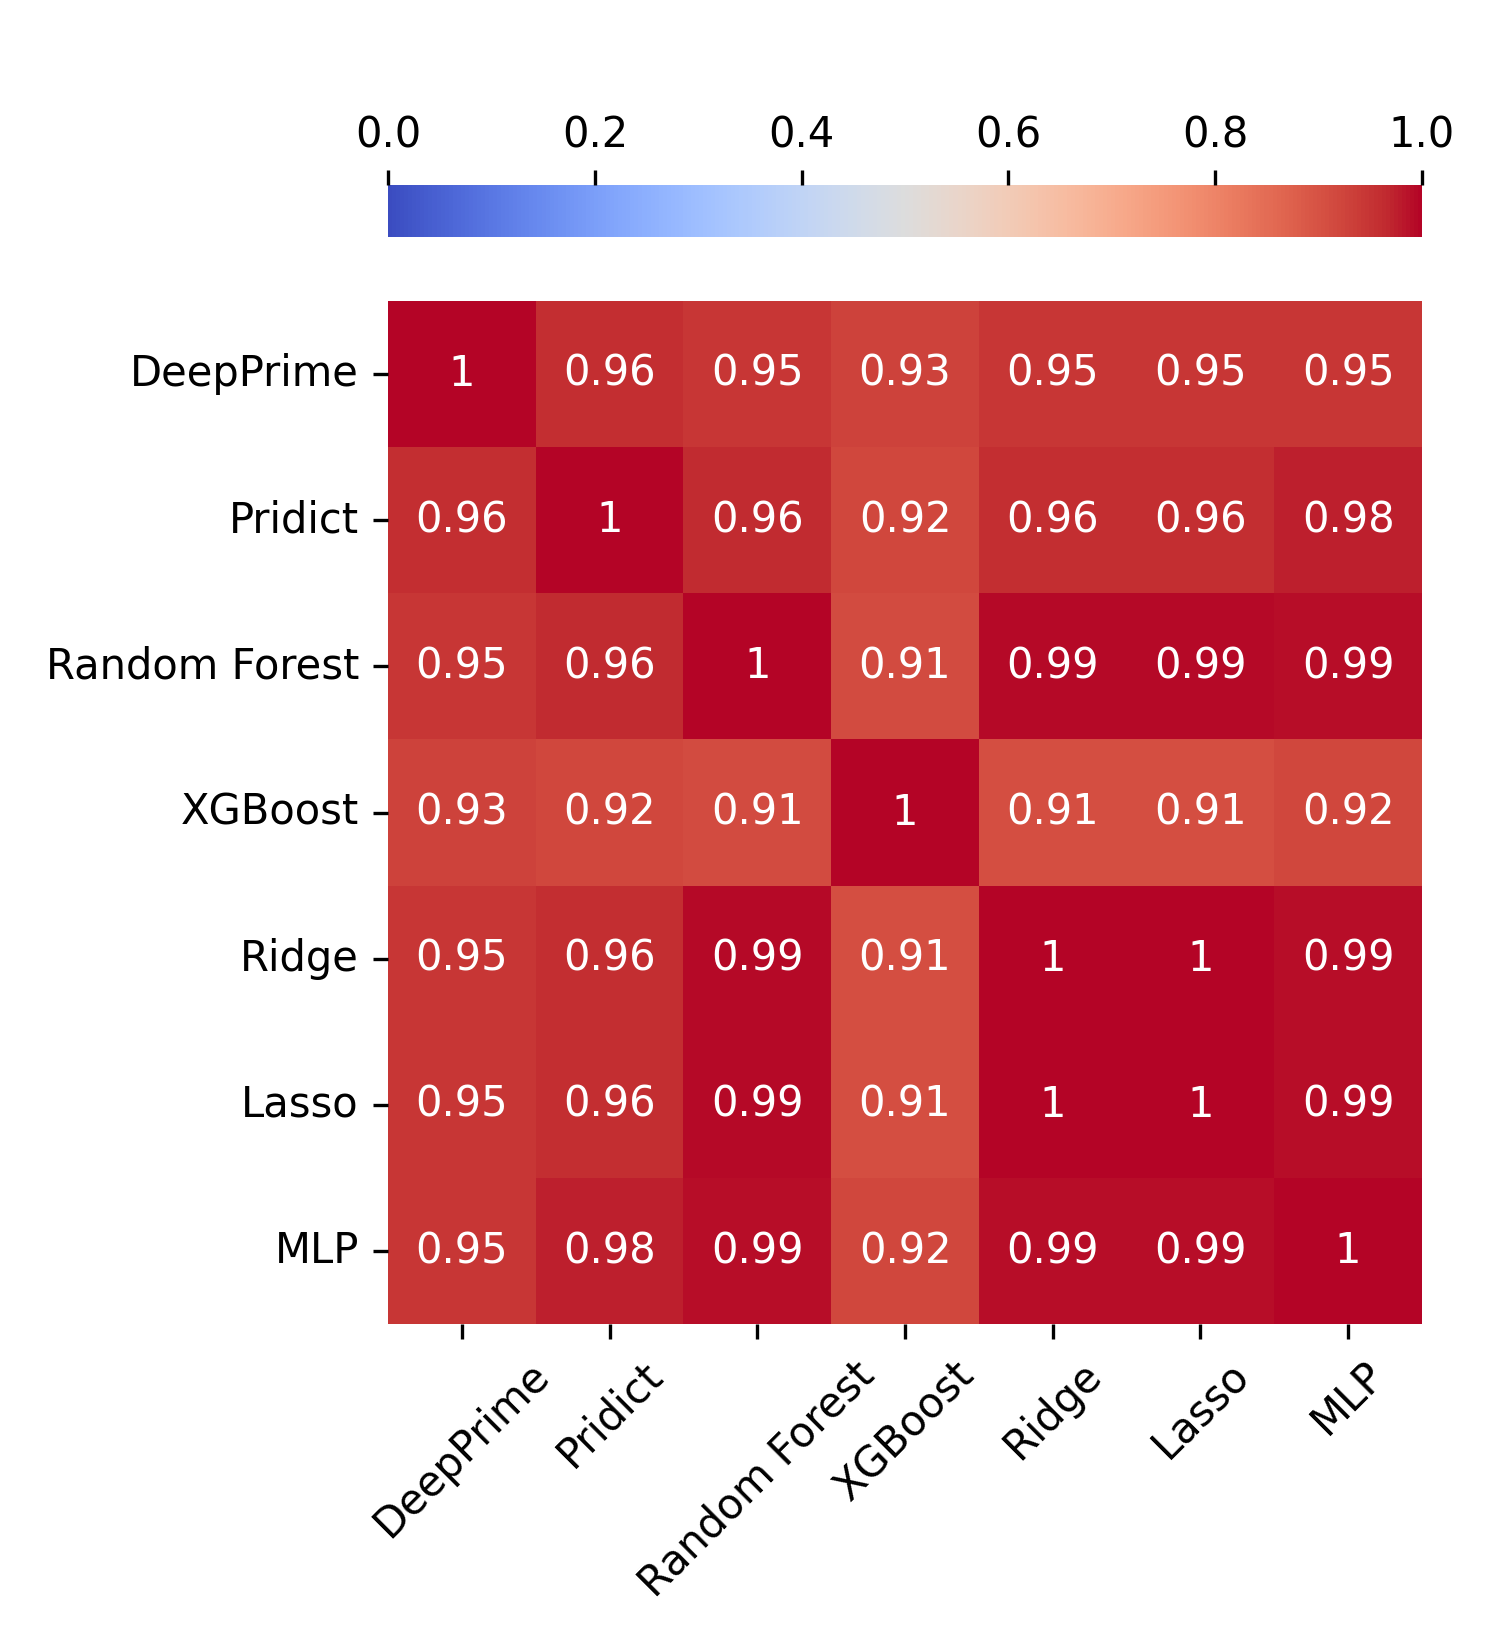 0.0 0.2 0.4 0.6 0.8 1.0
DeepPrime 1 0.96 0.95 0.93 0.95 0.95 0.95
Pridict 0.96 1 0.96 0.92 0.96 0.96 0.98
Random Forest 0.95 0.96 1 0.91 0.99 0.99 0.99
XGBoost 0.93 0.92 0.91 1 0.91 0.91 0.92
Ridge 0.95 0.96 0.99 0.91 1 1 0.99
Lasso 0.95 0.96 0.99 0.91 1 1 0.99
MLP 0.95 0.98 0.99 0.92 0.99 0.99 1
DeepPrime Pridict Random Forest XGBoost Ridge Lasso MLP